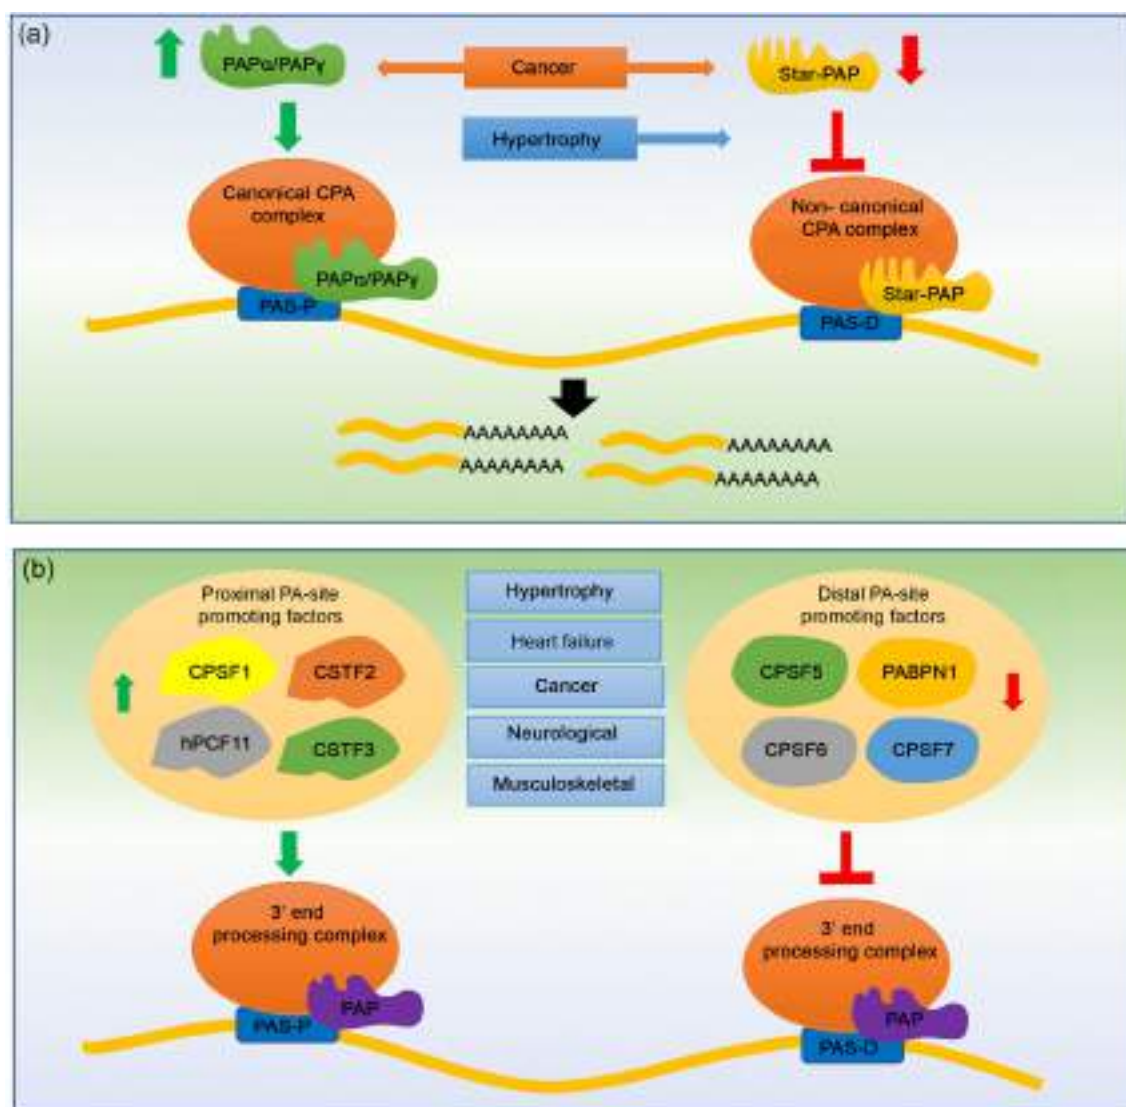 (a)
PAPα/PAPγ
Cancer
Star-PAP
Hypertrophy
Canonical CPA
complex
PAPα/PAPγ
PAS-P
Non- canonical
CPA complex
Star-PAP
PAS-D
AAAAAAAA
AAAAAAAA
AAAAAAAA
AAAAAAAA
(b)
Proximal PA-site
promoting factors
CPSF1
CSTF2
hPCF11
CSTF3
Hypertrophy
Heart failure
Cancer
Neurological
Musculoskeletal
Distal PA-site
promoting factors
CPSF5
PABPN1
CPSF6
CPSF7
3' end
processing complex
PAP
PAS-P
3' end
processing complex
PAP
PAS-D